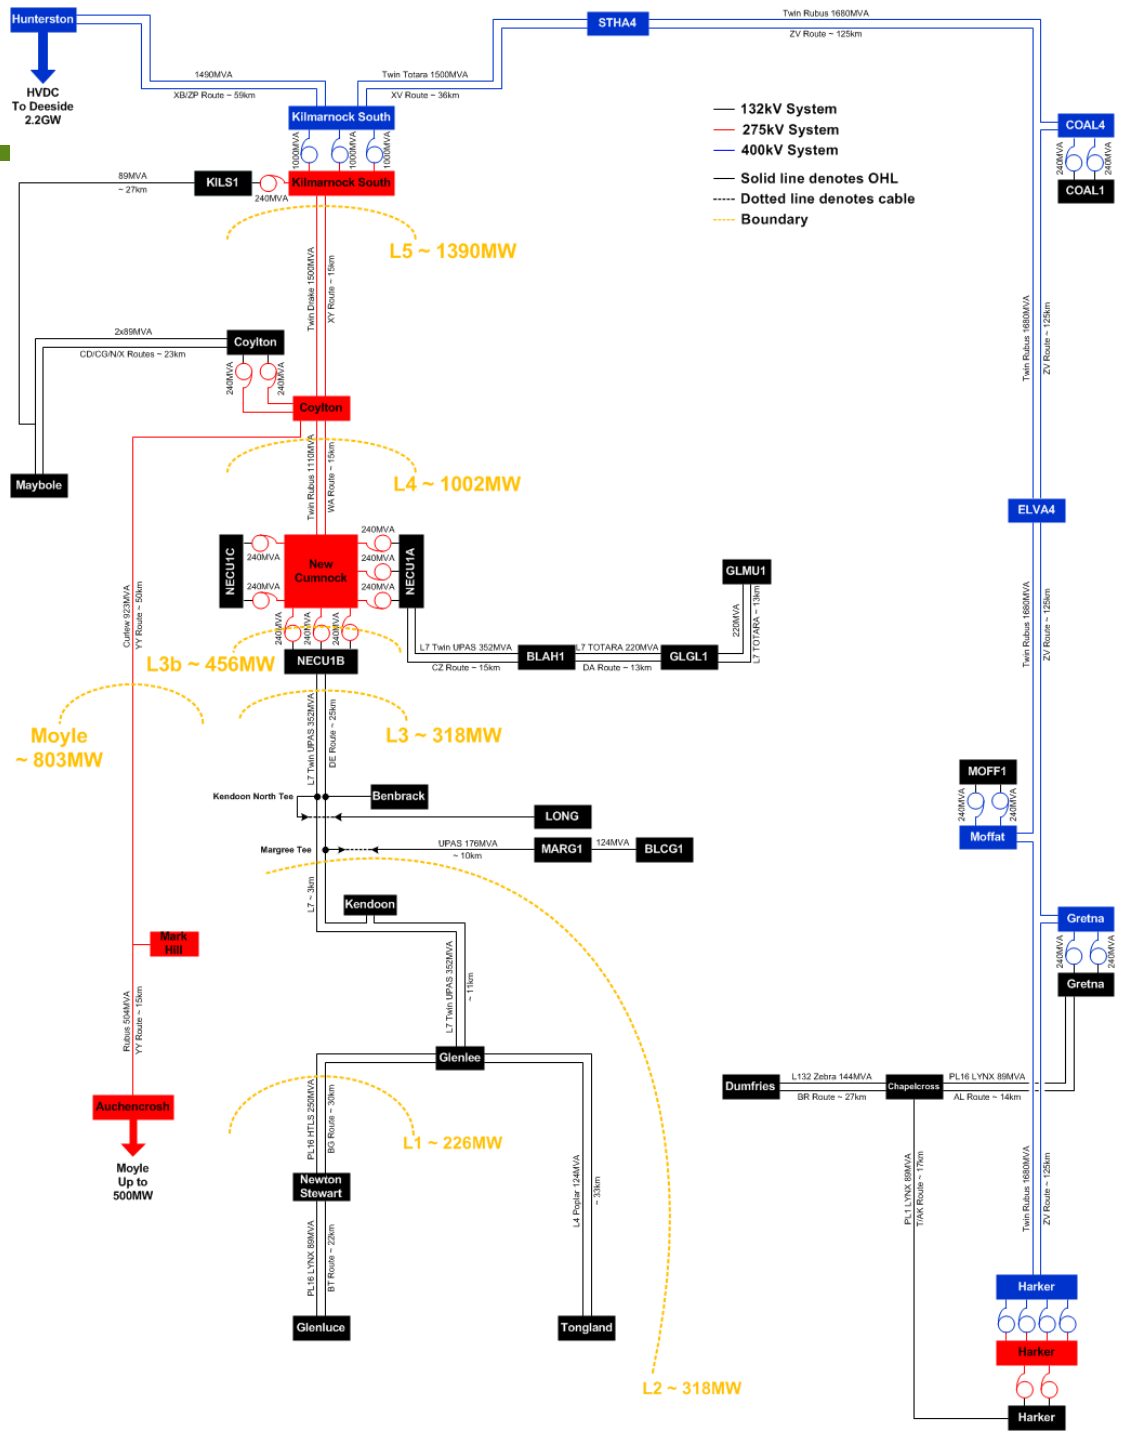 Hunterston
HVDC
To Deeside
2.2GW
1490MVA
XB/ZP Route ~ 59km
Twin Totara 1500MVA
XV Route ~ 36km
STHA4
Twin Rubus 1680MVA
ZV Route ~ 125km
Kilmarnock South
1000MVA
1000MVA
1000MVA
Kilmarnock South
KILS1
240MVA
89MVA
~ 27km
132kV System
275kV System
400kV System
Solid line denotes OHL
Dotted line denotes cable
Boundary
COAL4
240MVA
240MVA
COAL1
L5 ~ 1390MW
Twin Drake 1500MVA
XY Route ~ 15km
2x89MVA
CD/CG/N/X Routes ~ 23km
Coylton
240MVA
240MVA
Coylton
Maybole
Twin Rubus 1680MVA
ZV Route ~ 125km
L4 ~ 1002MW
Twin Rubus 1110MVA
WA Route ~ 15km
ELVA4
NECU1C
240MVA
240MVA
240MVA
New
Cumnock
240MVA
240MVA
240MVA
NECU1A
GLMU1
220MVA
L7 TOTARA ~ 13km
Curlew 923MVA
YY Route ~ 50km
240MVA
240MVA
240MVA
L3b ~ 456MW
NECU1B
L7 Twin UPAS 352MVA
CZ Route ~ 15km
BLAH1
L7 TOTARA 220MVA
DA Route ~ 13km
GLGL1
Twin Rubus 1680MVA
ZV Route ~ 125km
Moyle
~ 803MW
L3 ~ 318MW
L7 Twin UPAS 352MVA
DE Route ~ 25km
Kendoon North Tee
Benbrack
LONG
MOFF1
240MVA
240MVA
Moffat
Margree Tee
UPAS 176MVA
~ 10km
MARG1
124MVA
BLCG1
L7 ~ 3km
Kendoon
Mark
Hill
L7 Twin UPAS 352MVA
~ 11km
Gretna
240MVA
240MVA
Gretna
Rubus 504MVA
YY Route ~ 15km
Glenlee
Auchencrosh
Moyle
Up to
500MW
PL16 HTLS 250MVA
BG Route ~ 30km
L1 ~ 226MW
Dumfries
L132 Zebra 144MVA
BR Route ~ 27km
Chapelcross
PL16 LYNX 89MVA
AL Route ~ 14km
Newton
Stewart
L4 Poplar 124MVA
~ 33km
PL1 LYNX 89MVA
T/AK Route ~ 17km
Twin Rubus 1680MVA
ZV Route ~ 125km
PL16 LYNX 89MVA
BT Route ~ 22km
Glenluce
Tongland
Harker
Harker
L2 ~ 318MW
Harker